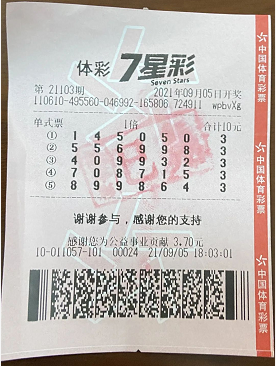 体彩 7星彩
Seven Stars
第 21103期 2021年09月05日开奖
110610-495560-046992-165806 724911 wpbvXg
单式票 1倍 合计10元
① 1 4 5 0 5 0 3
② 5 5 6 9 9 8 3
③ 4 0 9 9 3 2 3
④ 7 0 8 7 1 5 3
⑤ 8 9 9 8 6 4 3
谢谢参与，感谢您的支持
感谢您为公益事业贡献 3.70元
10-011057-101 00024 21/09/05 18:03:01
中国体育彩票
中国体育彩票
中国体育彩票